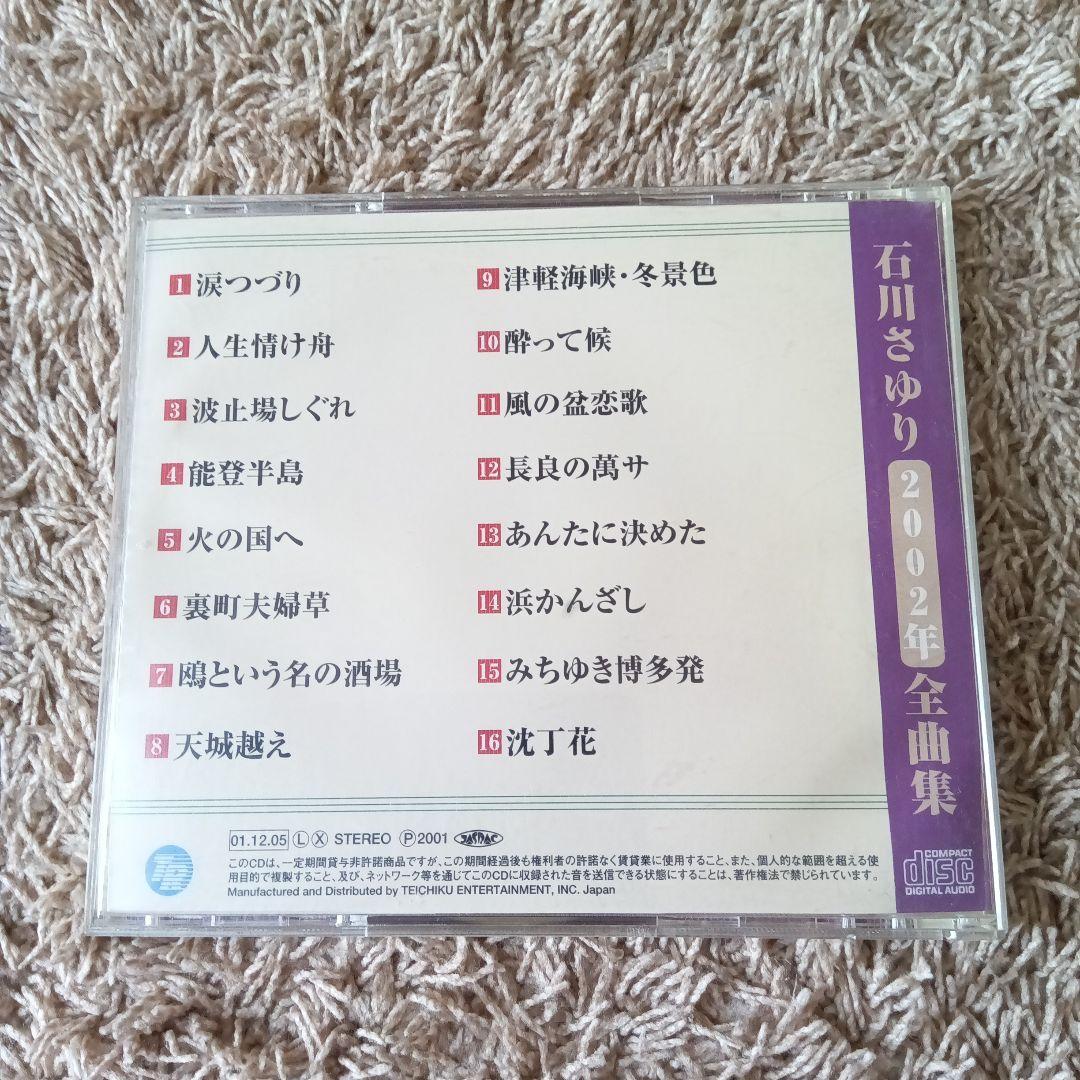 1 涙つづり
2 人生情け舟
3 波止場しぐれ
4 能登半島
5 火の国へ
6 裏町夫婦草
7 鴎という名の酒場
8 天城越え
9 津軽海峡・冬景色
10 酔って候
11 風の盆恋歌
12 長良の萬サ
13 あんたに決めた
14 浜かんざし
15 みちゆき博多発
16 沈丁花
石川さゆり2002年全曲集
01.12.05 Ⓛ Ⓧ STEREO Ⓟ2001 JASRAC
このCDは、一定期間貸与非許諾商品ですが、この期間経過後も権利者の許諾なく賃貸業に使用すること、また、個人的な範囲を超える使
用目的で複製すること、及び、ネットワーク等を通じてこのCDに収録された音を送信できる状態にすることは、著作権法で禁じられています。
Manufactured and Distributed by TEICHIKU ENTERTAINMENT, INC. Japan
COMPACT
disc
DIGITAL AUDIO